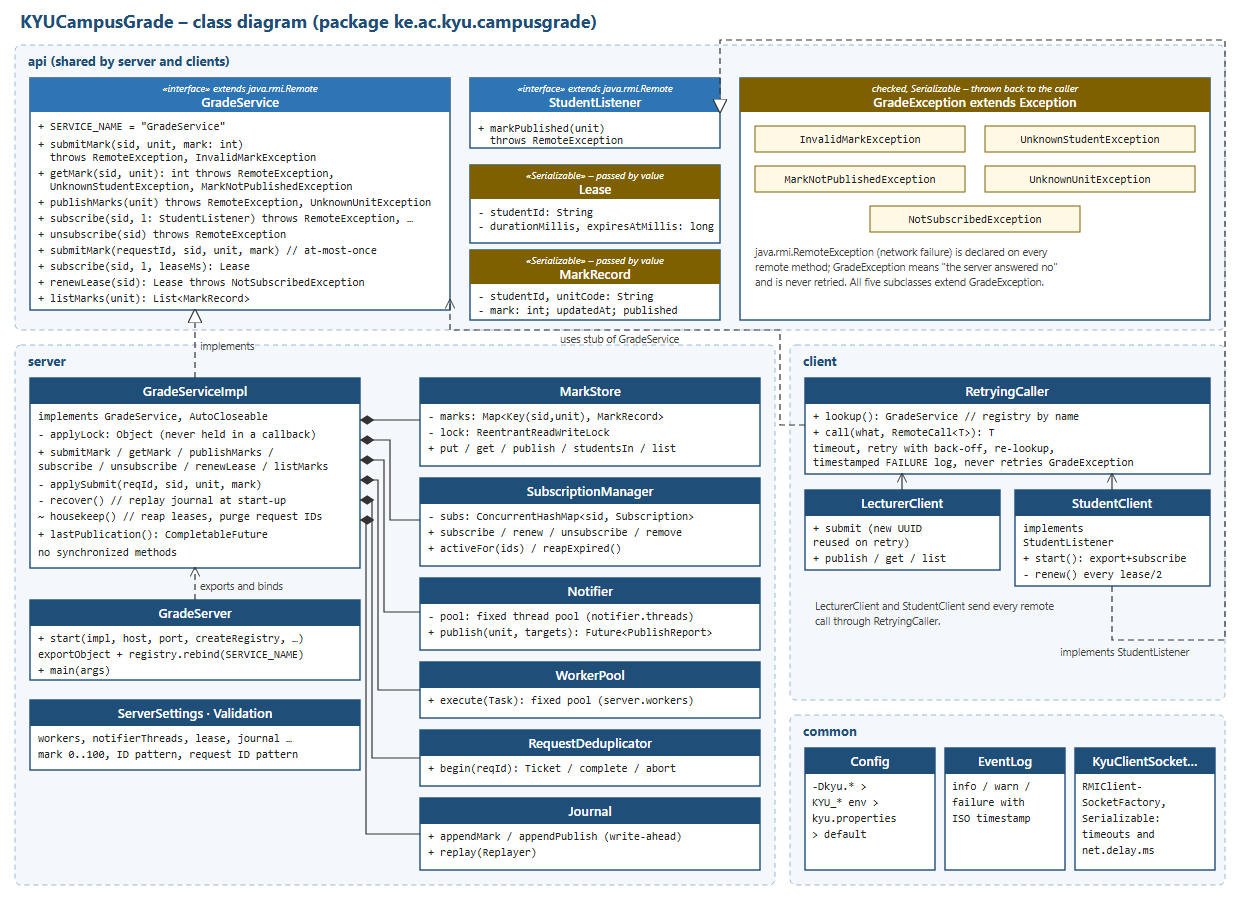 KYUCampusGrade – class diagram (package ke.ac.kyu.campusgrade)
api (shared by server and clients)
«interface» extends java.rmi.Remote
GradeService
+ SERVICE_NAME = "GradeService"
+ submitMark(sid, unit, mark: int)
throws RemoteException, InvalidMarkException
+ getMark(sid, unit): int throws RemoteException,
UnknownStudentException, MarkNotPublishedException
+ publishMarks(unit) throws RemoteException, UnknownUnitException
+ subscribe(sid, l: StudentListener) throws RemoteException, …
+ unsubscribe(sid) throws RemoteException
+ submitMark(requestId, sid, unit, mark) // at-most-once
+ subscribe(sid, l, leaseMs): Lease
+ renewLease(sid): Lease throws NotSubscribedException
+ listMarks(unit): List<MarkRecord>
«interface» extends java.rmi.Remote
StudentListener
+ markPublished(unit)
throws RemoteException
«Serializable» – passed by value
Lease
- studentId: String
- durationMillis, expiresAtMillis: long
«Serializable» – passed by value
MarkRecord
- studentId, unitCode: String
- mark: int; updatedAt; published
checked, Serializable – thrown back to the caller
GradeException extends Exception
InvalidMarkException
UnknownStudentException
MarkNotPublishedException
UnknownUnitException
NotSubscribedException
java.rmi.RemoteException (network failure) is declared on every
remote method; GradeException means "the server answered no"
and is never retried. All five subclasses extend GradeException.
implements
uses stub of GradeService
server
GradeServiceImpl
implements GradeService, AutoCloseable
- applyLock: Object (never held in a callback)
+ submitMark / getMark / publishMarks /
subscribe / unsubscribe / renewLease / listMarks
- applySubmit(reqId, sid, unit, mark)
- recover() // replay journal at start-up
~ housekeep() // reap leases, purge request IDs
+ lastPublication(): CompletableFuture
no synchronized methods
exports and binds
GradeServer
+ start(impl, host, port, createRegistry, …)
exportObject + registry.rebind(SERVICE_NAME)
+ main(args)
ServerSettings · Validation
workers, notifierThreads, lease, journal …
mark 0..100, ID pattern, request ID pattern
MarkStore
- marks: Map<Key(sid,unit), MarkRecord>
- lock: ReentrantReadWriteLock
+ put / get / publish / studentsIn / list
SubscriptionManager
- subs: ConcurrentHashMap<sid, Subscription>
+ subscribe / renew / unsubscribe / remove
+ activeFor(ids) / reapExpired()
Notifier
- pool: fixed thread pool (notifier.threads)
+ publish(unit, targets): Future<PublishReport>
WorkerPool
+ execute(Task): fixed pool (server.workers)
RequestDeduplicator
+ begin(reqId): Ticket / complete / abort
Journal
+ appendMark / appendPublish (write-ahead)
+ replay(Replayer)
client
RetryingCaller
+ lookup(): GradeService // registry by name
+ call(what, RemoteCall<T>): T
timeout, retry with back-off, re-lookup,
timestamped FAILURE log, never retries GradeException
LecturerClient
+ submit (new UUID
reused on retry)
+ publish / get / list
StudentClient
implements
StudentListener
+ start(): export+subscribe
- renew() every lease/2
LecturerClient and StudentClient send every remote
call through RetryingCaller.
implements StudentListener
common
Config
-Dkyu.* >
KYU_* env >
kyu.properties
> default
EventLog
info / warn /
failure with
ISO timestamp
KyuClientSocket…
RMIClient-
SocketFactory,
Serializable:
timeouts and
net.delay.ms